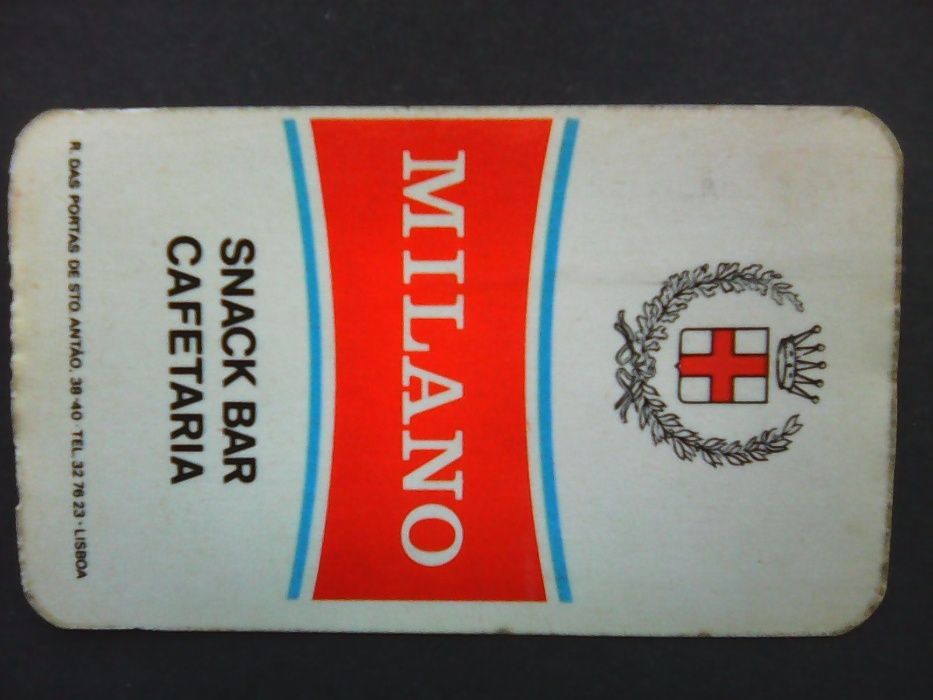 MILANO
SNACK BAR
CAFETARIA
R. DAS PORTAS DE STO ANTÃO, 38-40 · TEL. 32 76 23 · LISBOA